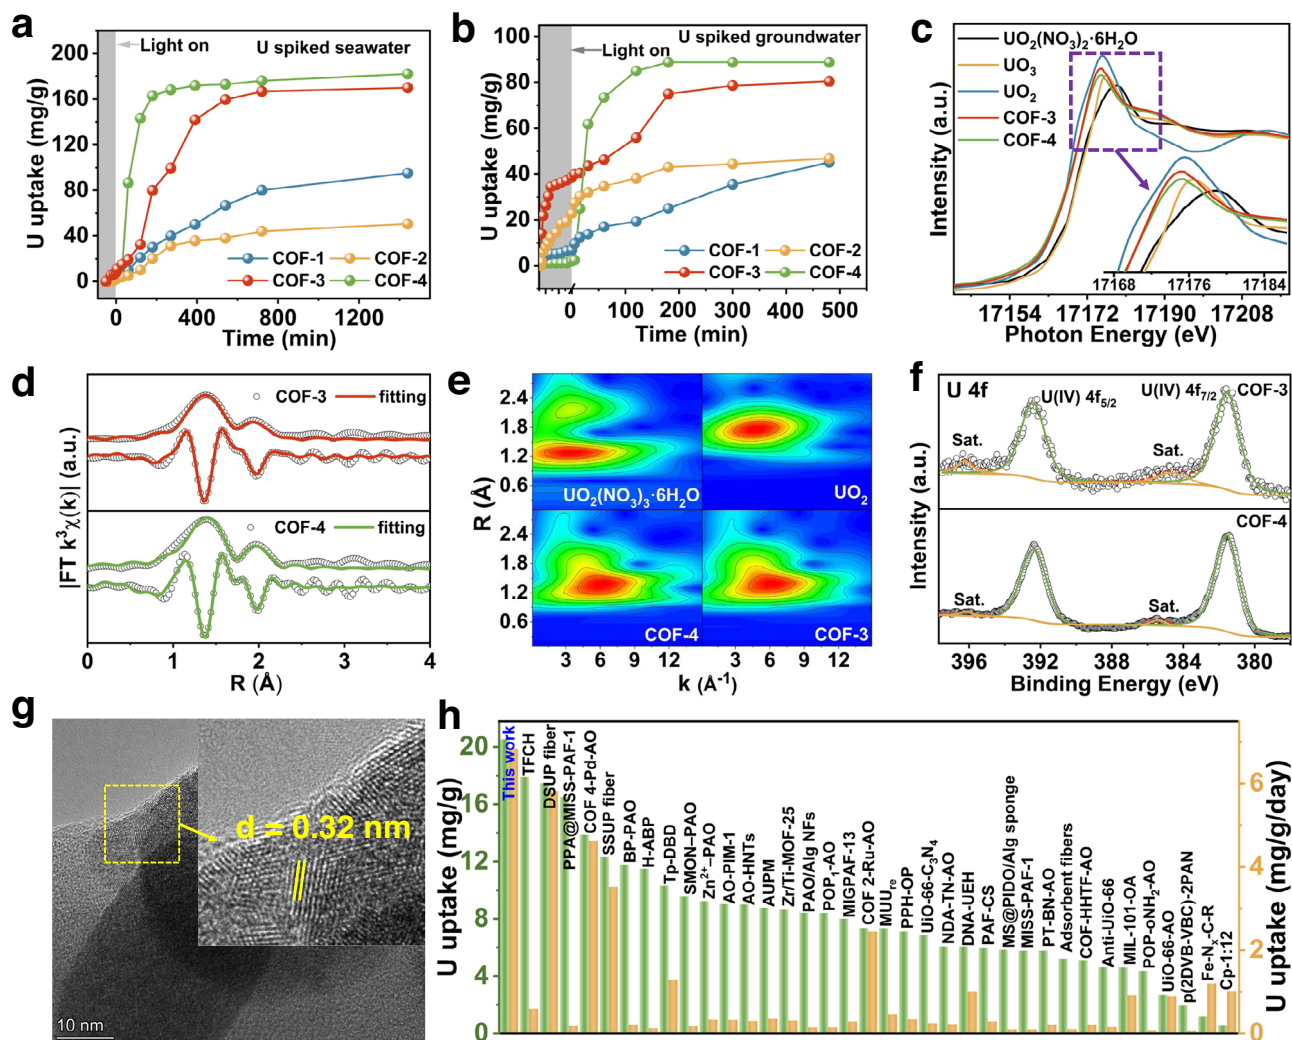 a
U spiked seawater
Light on
U uptake (mg/g)
200
160
120
80
40
0
COF-1
COF-2
COF-3
COF-4
0 400 800 1200
Time (min)
b
U spiked groundwater
Light on
U uptake (mg/g)
100
80
60
40
20
0
COF-1
COF-2
COF-3
COF-4
0 100 200 300 400 500
Time (min)
c
Intensity (a.u.)
UO₂(NO₃)₂·6H₂O
UO₃
UO₂
COF-3
COF-4
17168 17176 17184
17154 17172 17190 17208
Photon Energy (eV)
d
|FT k³χ(k)| (a.u.)
COF-3 fitting
COF-4 fitting
0 1 2 3 4
R (Å)
e
R (Å)
2.4
1.8
1.2
0.6
2.4
1.8
1.2
0.6
UO₂(NO₃)₃·6H₂O
UO₂
COF-4
COF-3
3 6 9 12
3 6 9 12
k (Å⁻¹)
f
Intensity (a.u.)
U 4f
U(IV) 4f₅/₂
U(IV) 4f₇/₂
COF-3
Sat.
Sat.
COF-4
Sat.
Sat.
396 392 388 384 380
Binding Energy (eV)
g
d = 0.32 nm
10 nm
h
U uptake (mg/g)
20
16
12
8
4
0
This work
TFCH
DSUP fiber
PPA@MISS-PAF-1
COF 4-Pd-AO
SSUP fiber
BP-PAO
H-ABP
Tp-DBD
SMON-PAO
Zn²⁺-PAO
AO-PIM-1
AO-HNTs
AUPM
Zr/Ti-MOF-25
PAO/Alg NFs
POP₁-AO
MIGPAF-13
COF 2-Ru-AO
MUUᵣₑ
PPH-OP
UiO-66-C₃N₄
NDA-TN-AO
DNA-UEH
PAF-CS
MS@PIDO/Alg sponge
MISS-PAF-1
PT-BN-AO
Adsorbent fibers
COF-HHTF-AO
Anti-UiO-66
MIL-101-OA
POP-oNH₂-AO
UiO-66-AO
p(2DVB-VBC)-2PAN
Fe-Nₓ-C-R
Cp-1:12
6
4
2
0
U uptake (mg/g/day)